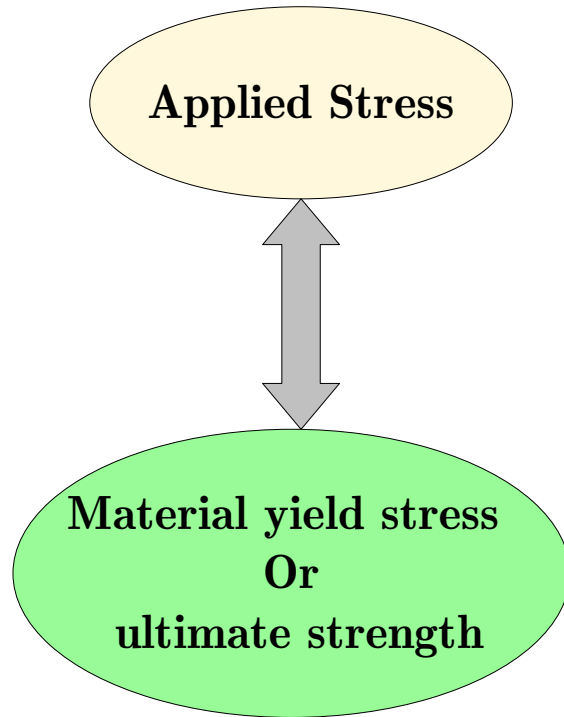 Applied Stress
Material yield stress
Or
ultimate strength